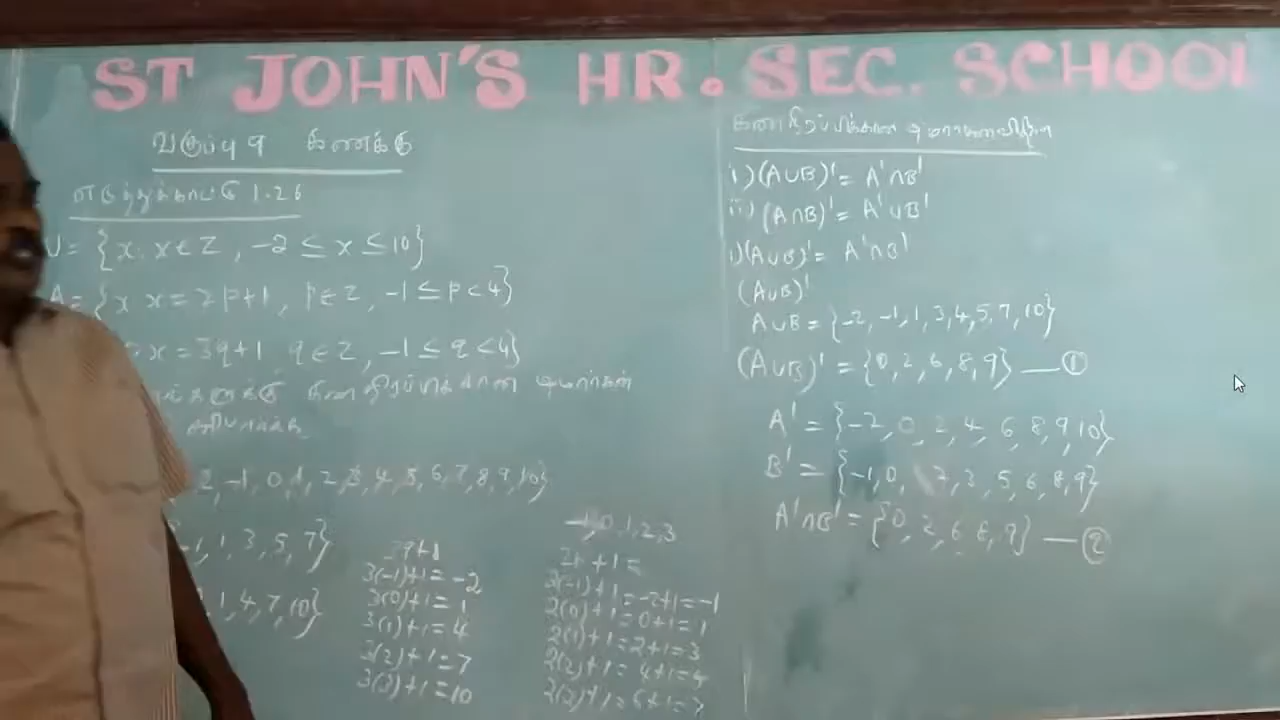 ST JOHN'S HR. SEC. SCHOOL
வகுப்பு 9 கணக்கு
எடுத்துக்காட்டு 1.26
U = {x: x∈Z, -2 ≤ x ≤ 10}
A = {x x = 2p+1, p∈Z, -1 ≤ p < 4}
x = 3q+1 q∈Z, -1 ≤ q < 4}
கணநிரப்பிக்கான டிமார்கன்
சரிபார்க்க.
2, -1, 0, 1, 2, 3, 4, 5, 6, 7, 8, 9, 10}
-1, 1, 3, 5, 7}
1, 4, 7, 10}
3q+1
3(-1)+1 = -2
3(0)+1 = 1
3(1)+1 = 4
3(2)+1 = 7
3(3)+1 = 10
-1, 0, 1, 2, 3
2(-1)+1 = -2+1 = -1
2(0)+1 = 0+1 = 1
2(1)+1 = 2+1 = 3
2(2)+1 = 4+1 =
2(3)+1 = 6+1 = 7
கணநிரப்பிக்கான
i) (A∪B)' = A'∩B'
ii) (A∩B)' = A'∪B'
i) (A∪B)' = A'∩B'
(A∪B)'
A∪B = {-2, -1, 1, 3, 4, 5, 7, 10}
(A∪B)' = {0, 2, 6, 8, 9} — ①
A' = {-2, 0, 2, 4, 6, 8, 9, 10}
B' = {-1, 0, 2, 3, 5, 6, 8, 9}
A'∩B' = {0, 2, 6, 8, 9} — ②